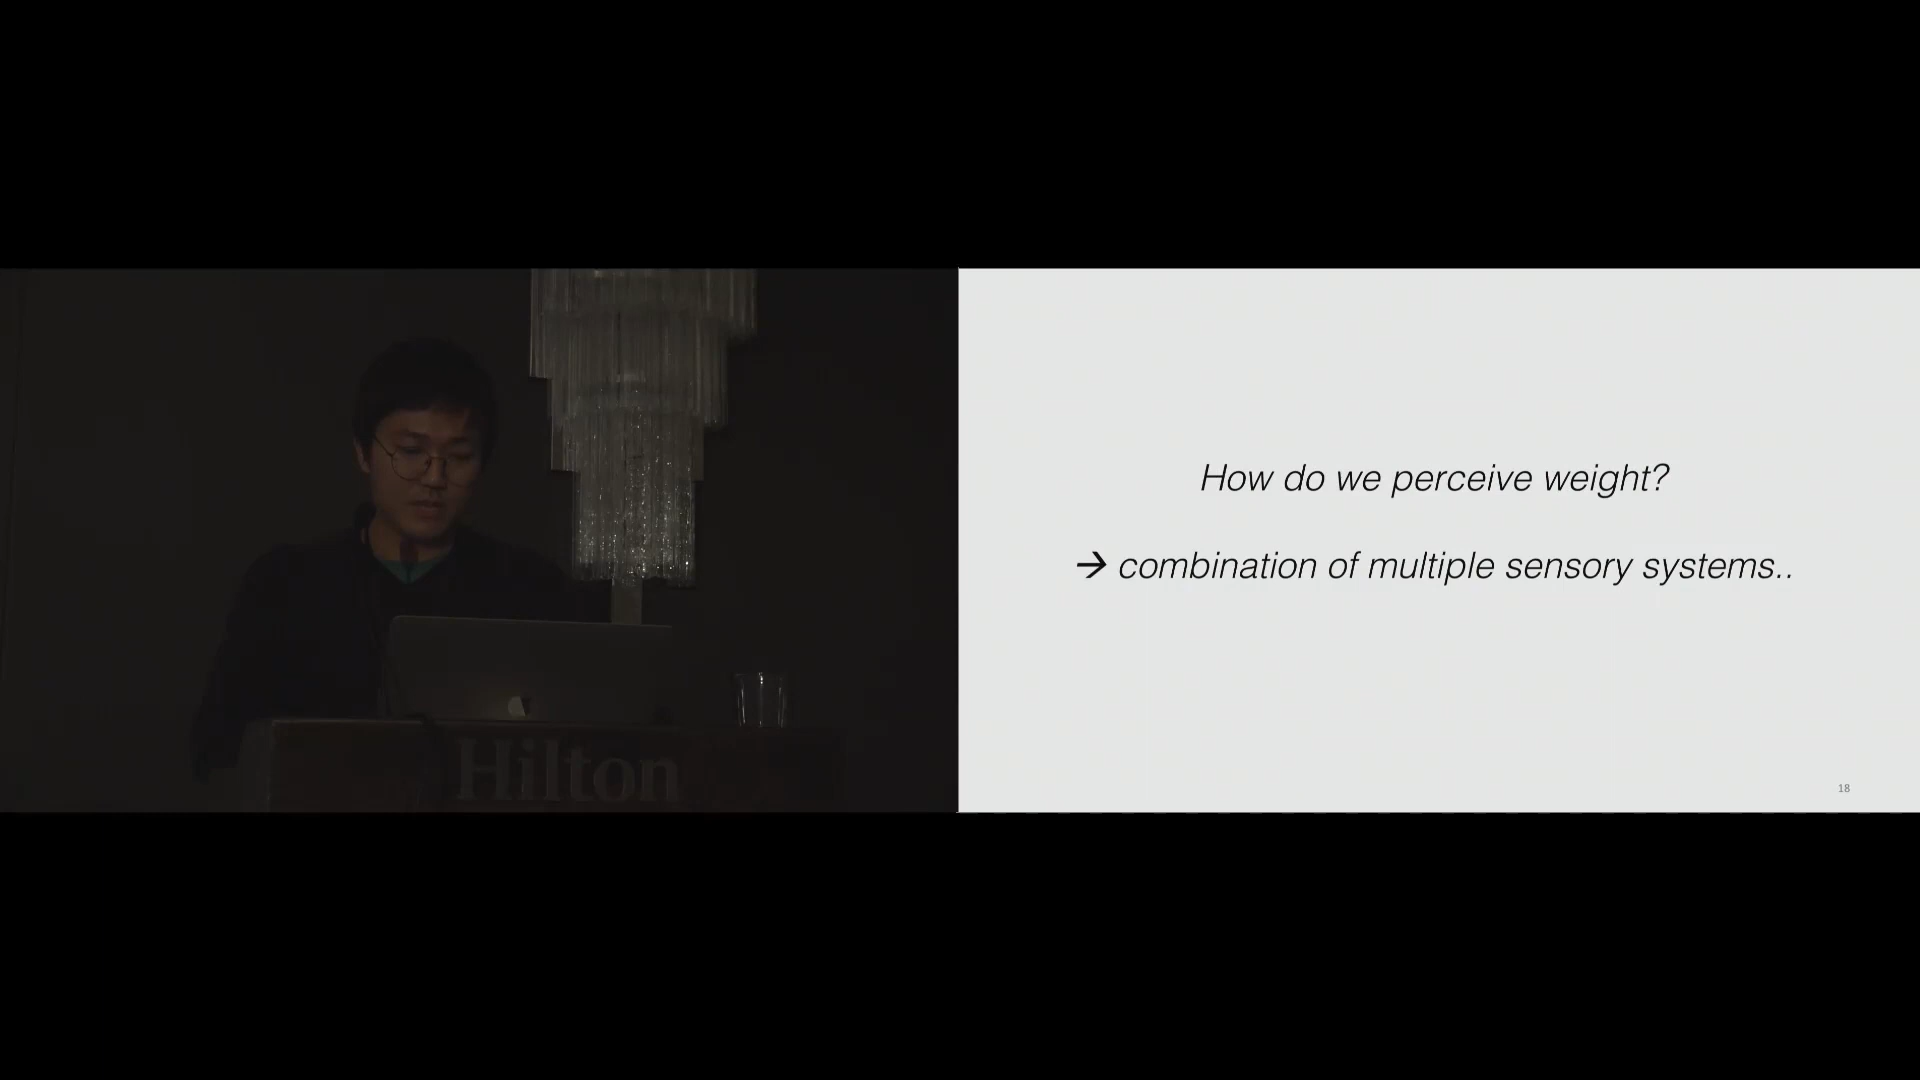 How do we perceive weight?
→ combination of multiple sensory systems..
18
Hilton